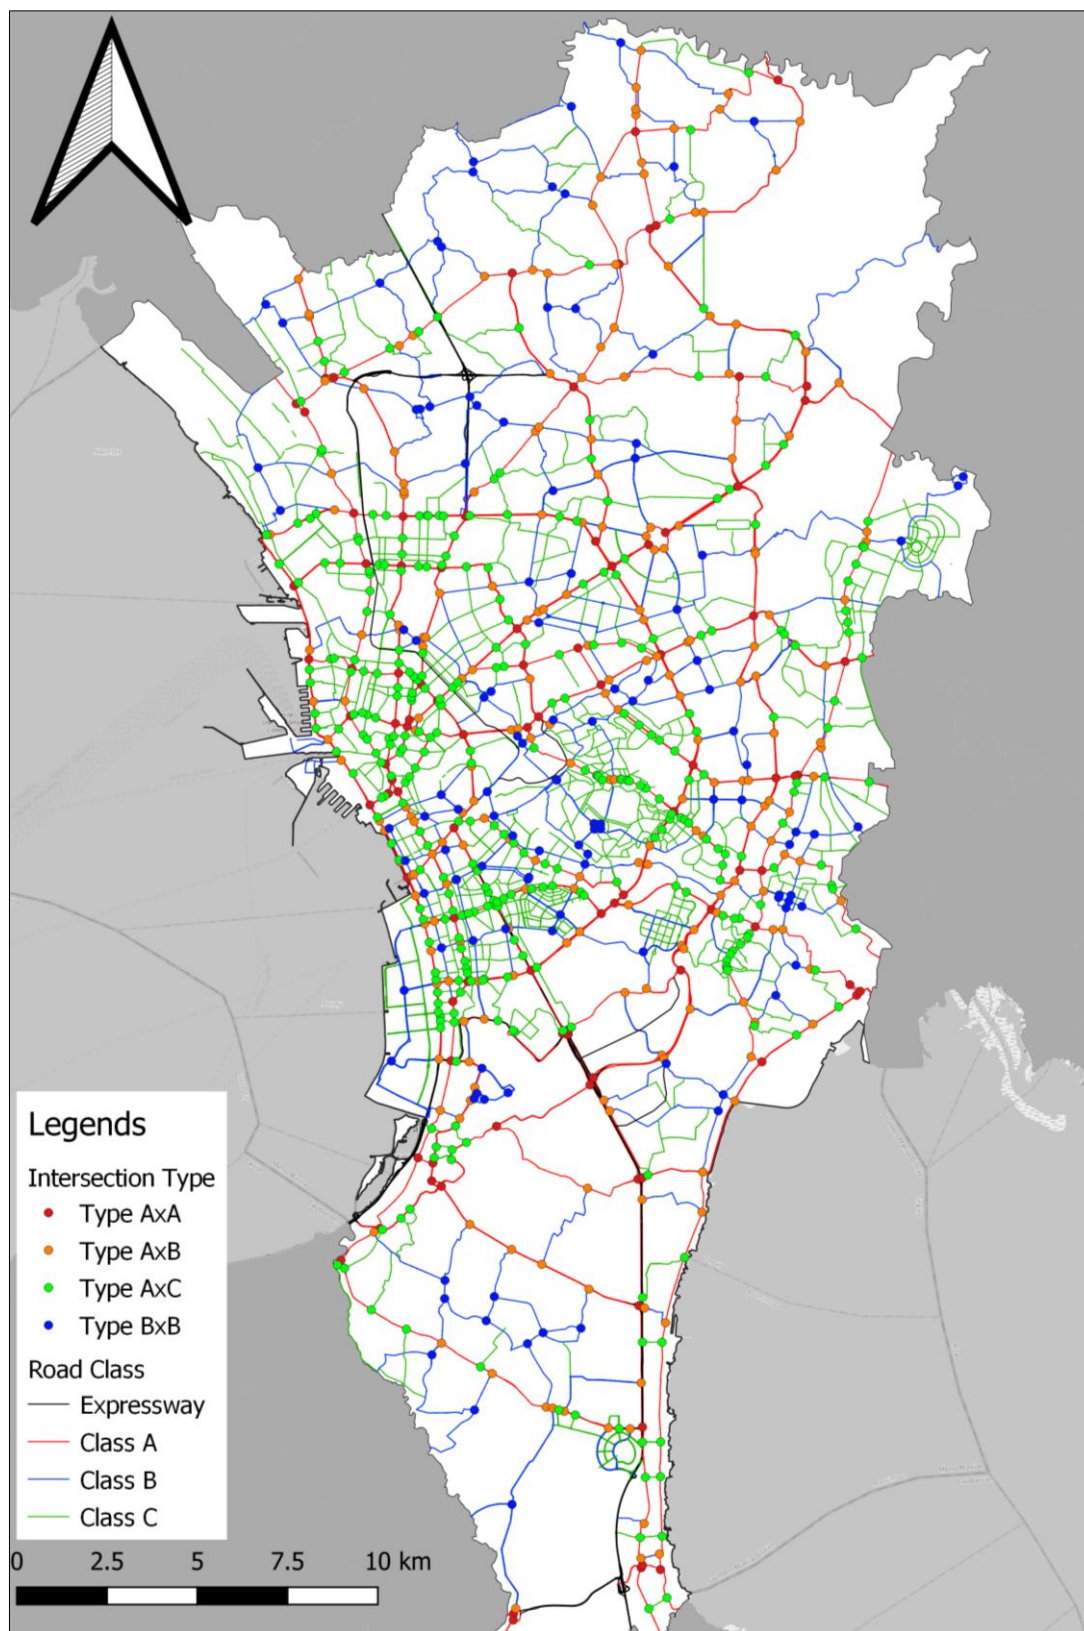 Legends
Intersection Type
Type AxA
Type AxB
Type AxC
Type BxB
Road Class
Expressway
Class A
Class B
Class C
0 2.5 5 7.5 10 km